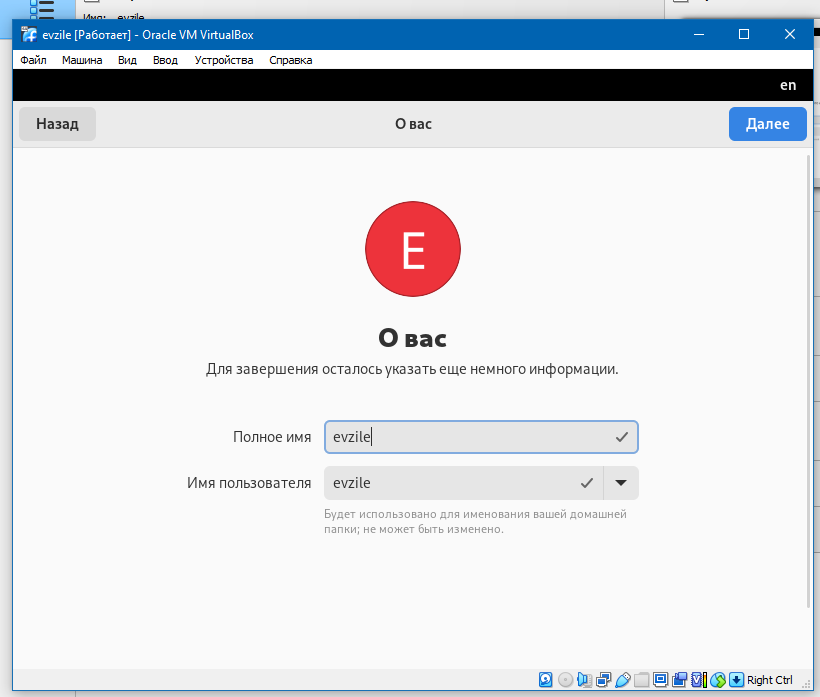 Имя: evzile
evzile [Работает] - Oracle VM VirtualBox
Файл Машина Вид Ввод Устройства Справка
en
Назад О вас Далее
E
О вас
Для завершения осталось указать еще немного информации.
Полное имя evzile
Имя пользователя evzile
Будет использовано для именования вашей домашней
папки; не может быть изменено.
Right Ctrl